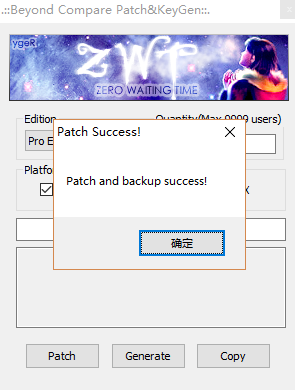 .::Beyond Compare Patch&KeyGen::.
ygeR
ZWT
ZERO WAITING TIME
Edition
Quantity(Max 9999 users)
Pro E
Patch Success!
Platfo
Patch and backup success!
X
确定
Patch
Generate
Copy